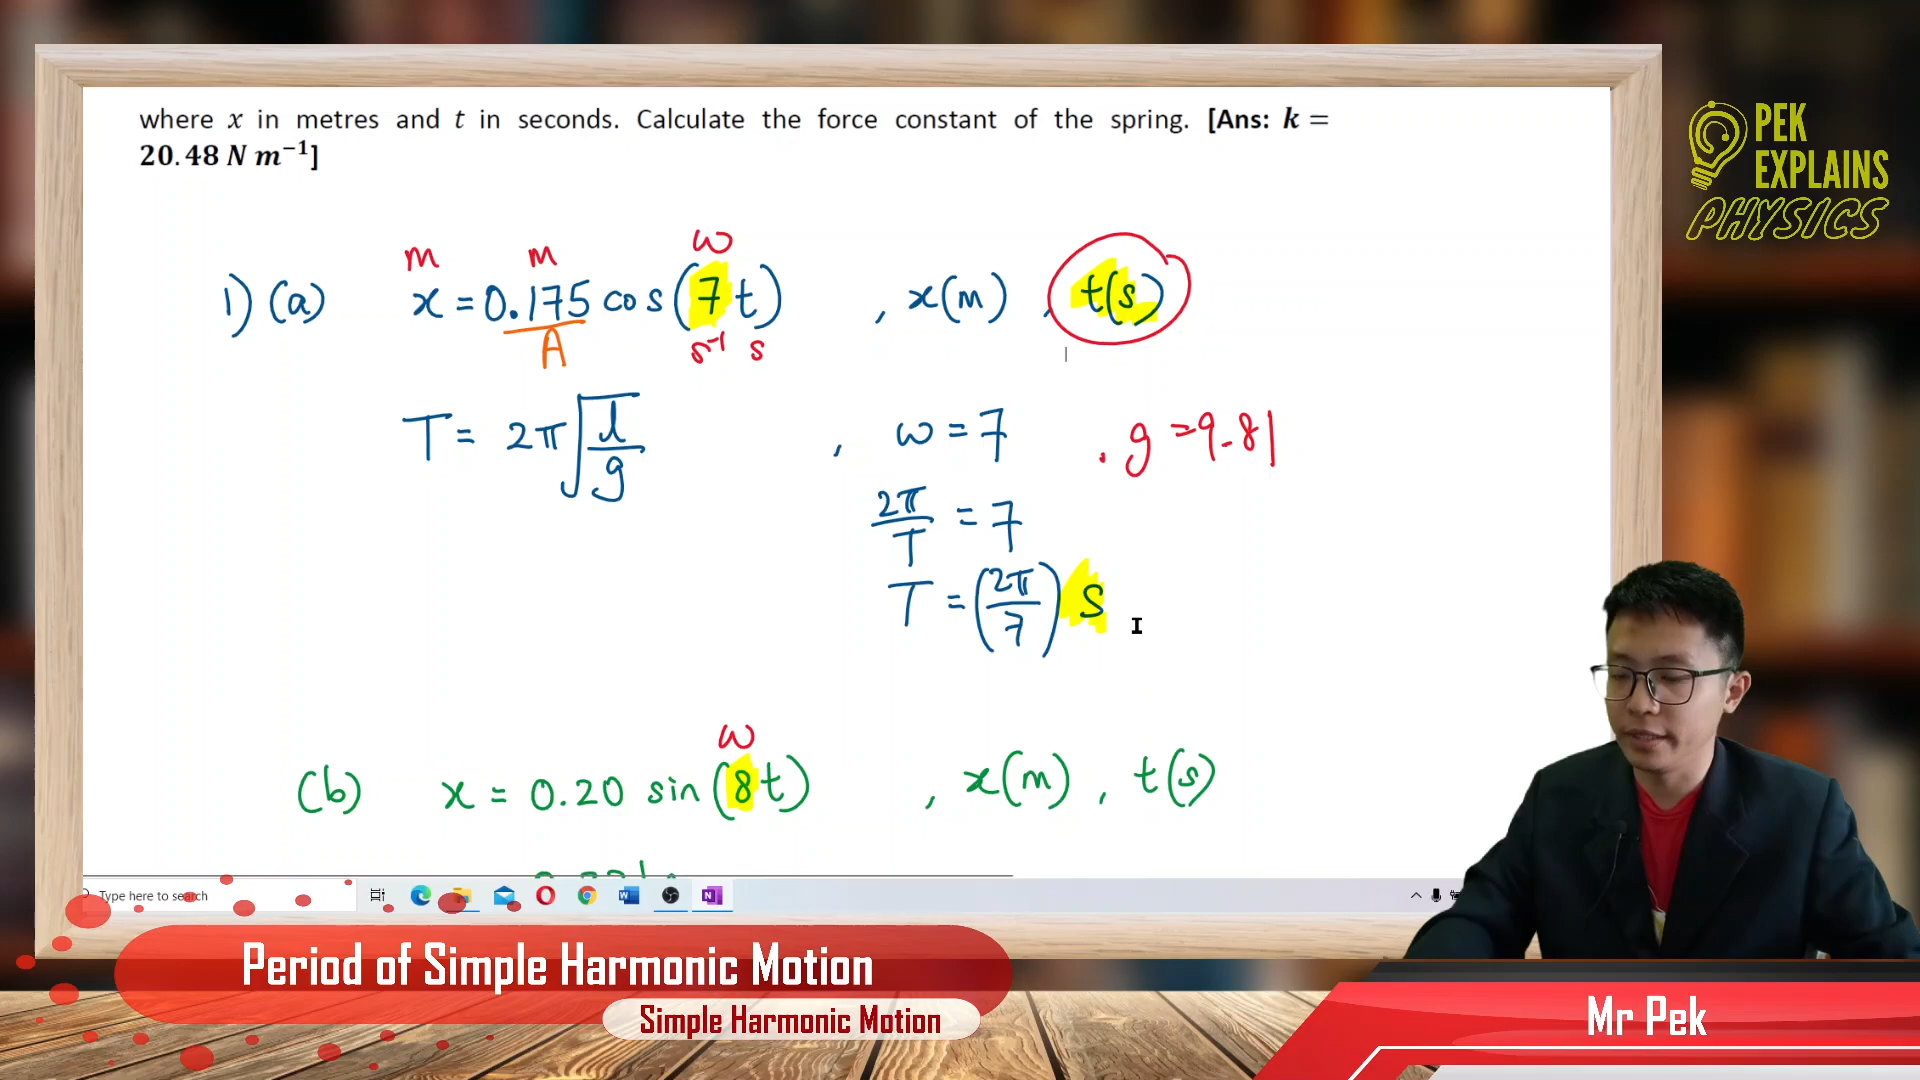 where x in metres and t in seconds. Calculate the force constant of the spring. [Ans: k =
20.48 N m⁻¹]
PEK
EXPLAINS
PHYSICS
m m ω
1) (a) x = 0.175 cos (7t) , x(m) , t(s)
A s⁻¹ s
T = 2π√(l/g) , ω = 7 , g = 9.81
2π/T = 7
T = (2π/7) s
ω
(b) x = 0.20 sin (8t) , x(m) , t(s)
Type here to search
Period of Simple Harmonic Motion
Simple Harmonic Motion
Mr Pek